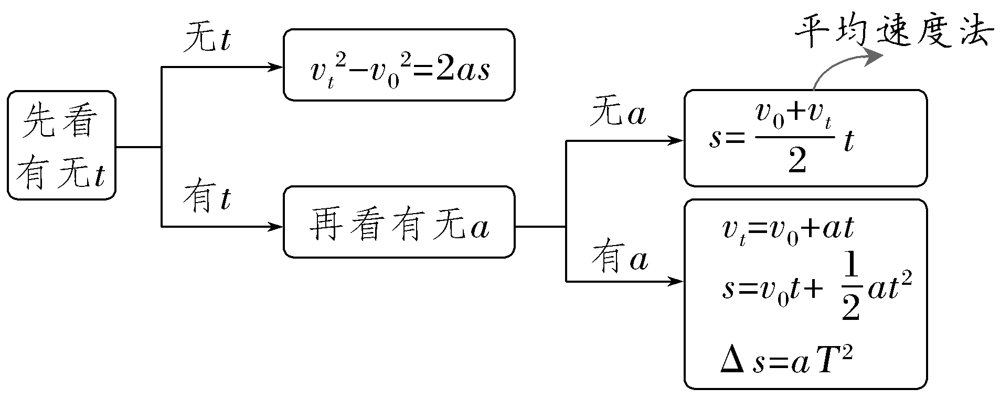 先看
有无t
无t
v_t²-v_0²=2as
有t
再看有无a
无a
平均速度法
s=\frac{v_0+v_t}{2}t
有a
v_t=v_0+at
s=v_0t+\frac{1}{2}at²
Δs=aT²